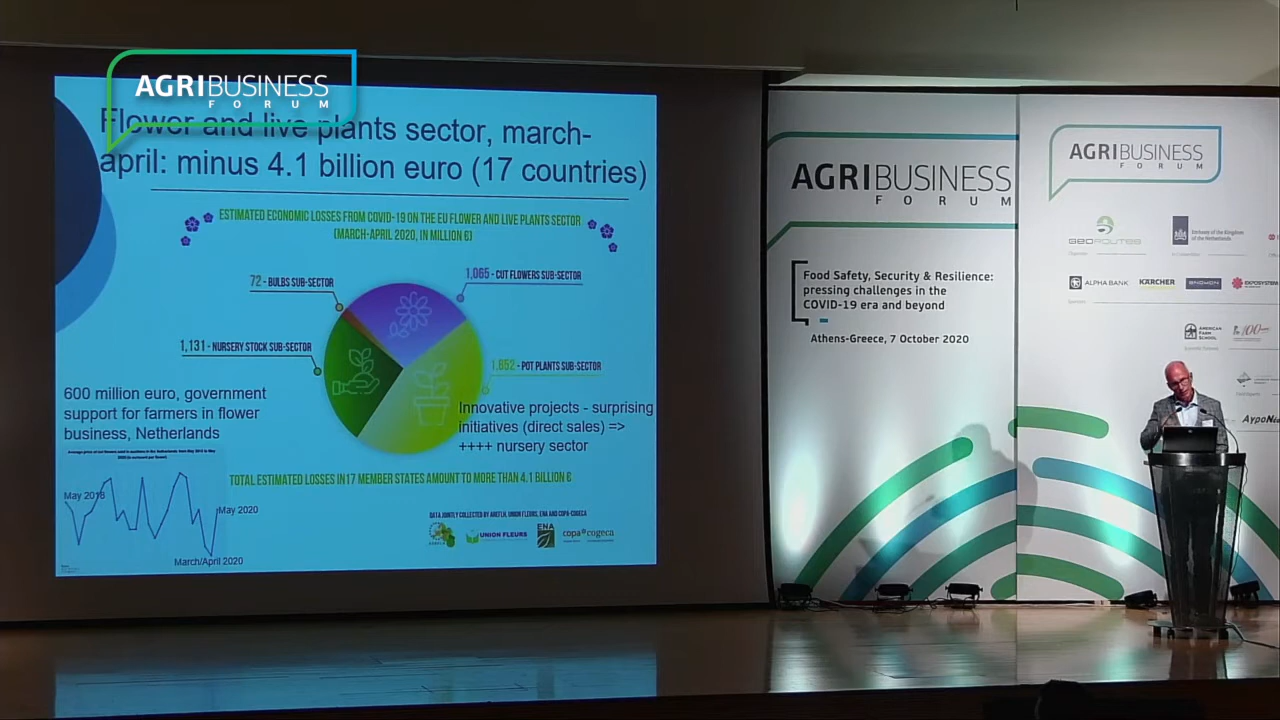 AGRIBUSINESS
FORUM
Flower and live plants sector, march-
april: minus 4.1 billion euro (17 countries)
ESTIMATED ECONOMIC LOSSES FROM COVID-19 ON THE EU FLOWER AND LIVE PLANTS SECTOR
(MARCH-APRIL 2020, IN MILLION €)
72 - BULBS SUB-SECTOR
1,065 - CUT FLOWERS SUB-SECTOR
1,131 - NURSERY STOCK SUB-SECTOR
1,852 - POT PLANTS SUB-SECTOR
600 million euro, government
support for farmers in flower
business, Netherlands
Innovative projects - surprising
initiatives (direct sales) =>
++++ nursery sector
May 2018
May 2020
March/April 2020
TOTAL ESTIMATED LOSSES IN 17 MEMBER STATES AMOUNT TO MORE THAN 4.1 BILLION €
DATA JOINTLY COLLECTED BY AREFLH, UNION FLEURS, ENA AND COPA-COGECA
UNION FLEURS
ENA
copa*cogeca
AGRIBUSINESS
FORUM
Food Safety, Security & Resilience:
pressing challenges in the
COVID-19 era and beyond
Athens-Greece, 7 October 2020
AGRIBUSINESS
FORUM
GEOROUTES
Embassy of the Kingdom
of the Netherlands
ALPHA BANK
KÄRCHER
GNOMON
EXPOSYSTEM
AMERICAN
FARM
SCHOOL
100